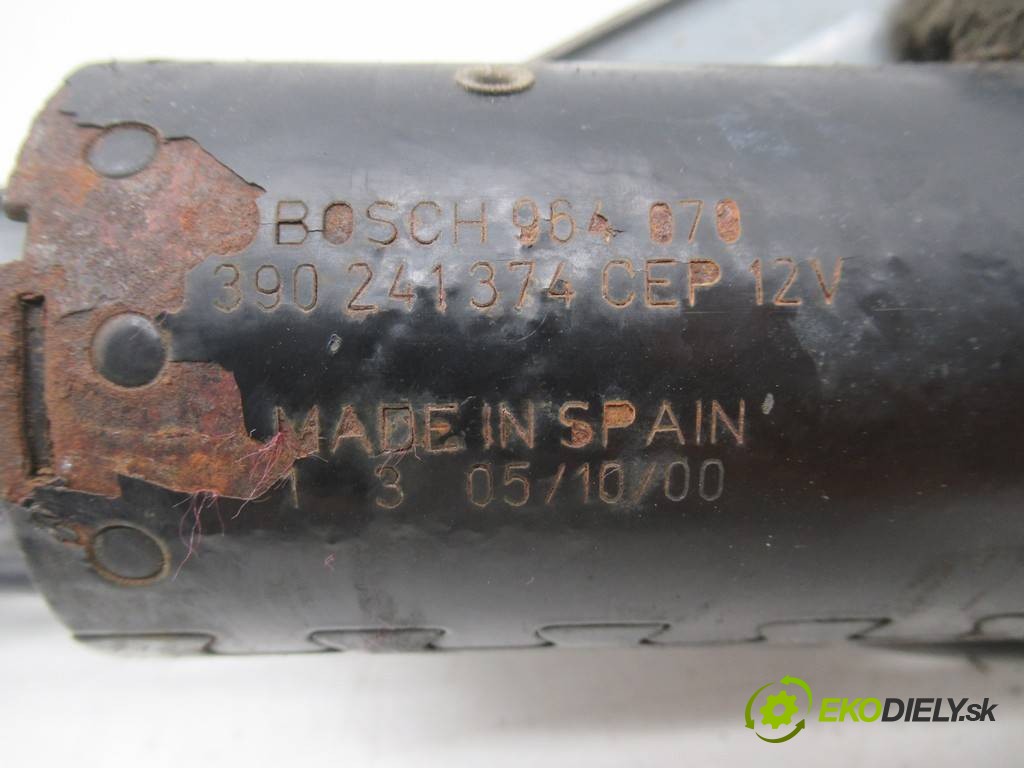 BOSCH 964 070
390 241 374 CEP 12V
MADE IN SPAIN
1 3 05/10/00
EKODIELY.sk